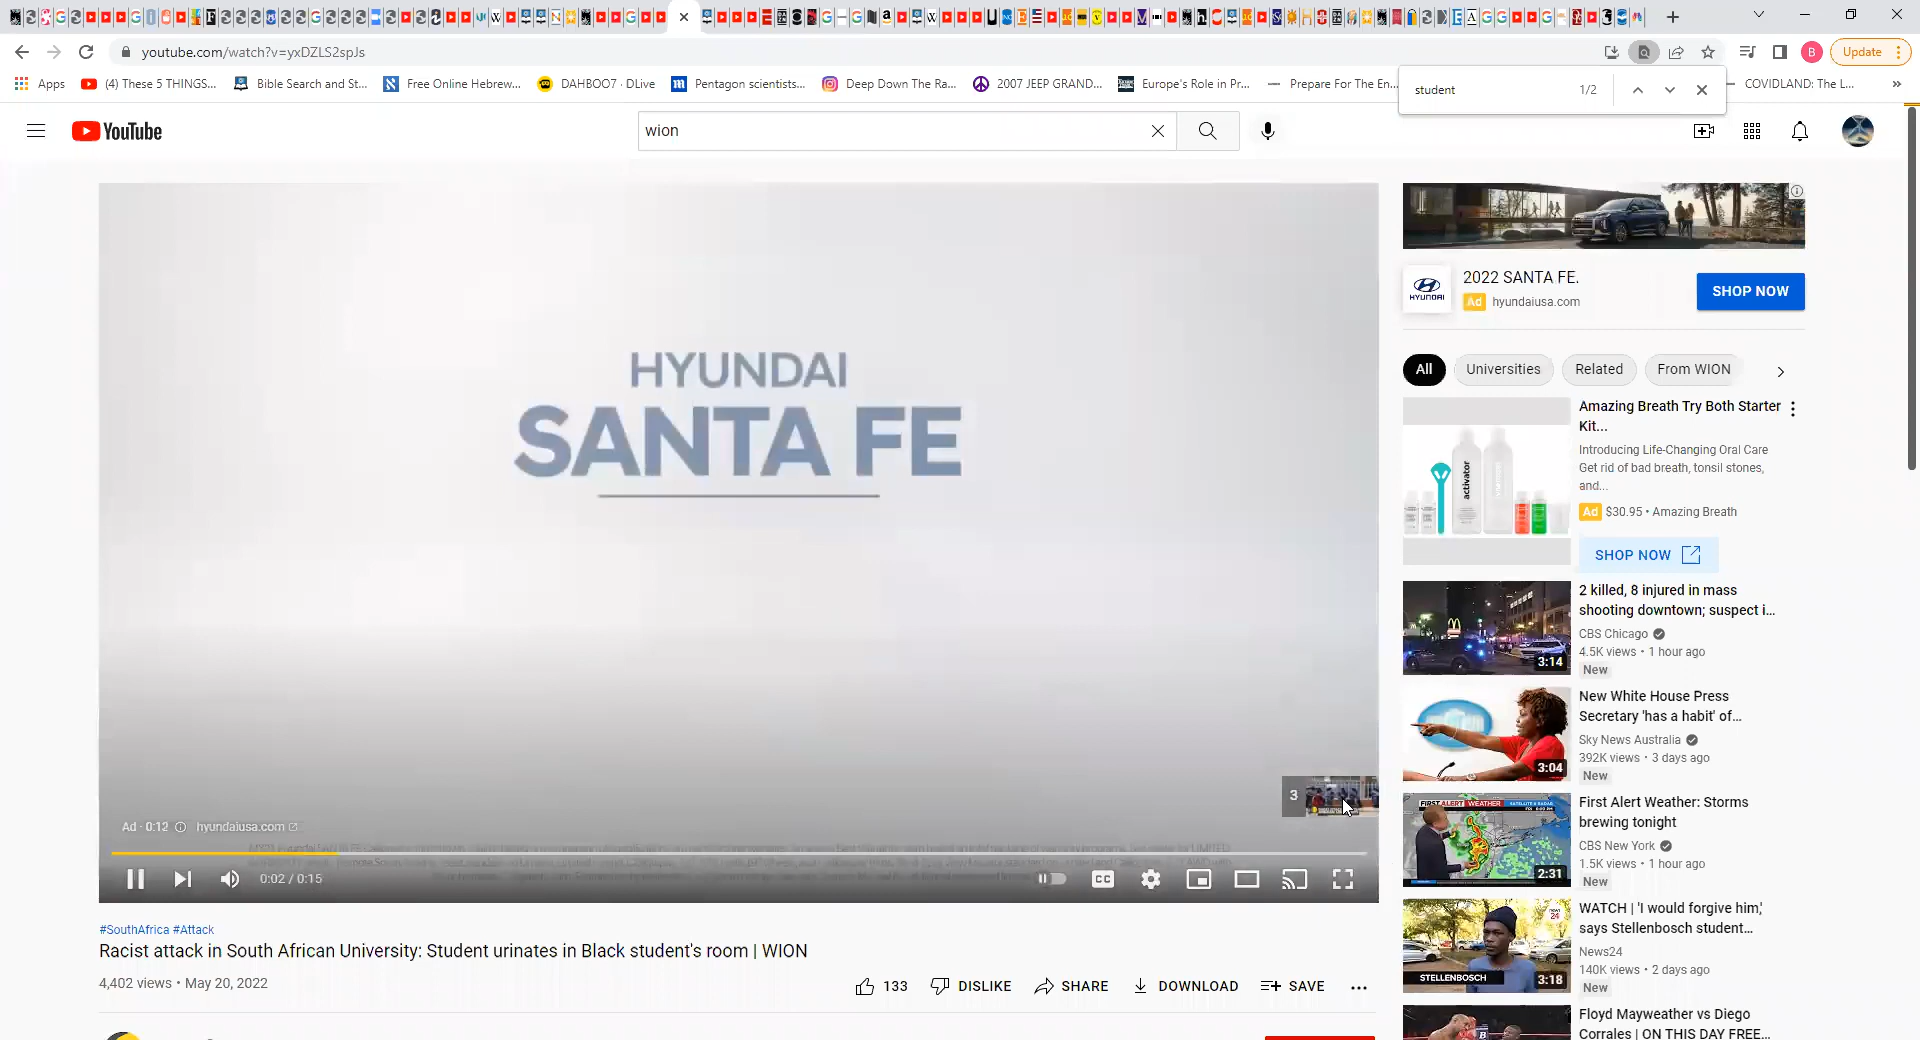 youtube.com/watch?v=yxDZLS2spJs
Update
Apps
(4) These 5 THINGS...
Bible Search and St...
Free Online Hebrew...
DAHBOO7 · DLive
Pentagon scientists...
Deep Down The Ra...
2007 JEEP GRAND...
Europe's Role in Pr...
Prepare For The En...
COVIDLAND: The L...
student
1/2
YouTube
wion
HYUNDAI
SANTA FE
3
Ad · 0:12
hyundaiusa.com
0:02 / 0:15
CC
#SouthAfrica #Attack
Racist attack in South African University: Student urinates in Black student's room | WION
4,402 views • May 20, 2022
133
DISLIKE
SHARE
DOWNLOAD
SAVE
HYUNDAI
2022 SANTA FE.
Ad hyundaiusa.com
SHOP NOW
All
Universities
Related
From WION
activator
Amazing Breath Try Both Starter
Kit...
Introducing Life-Changing Oral Care
Get rid of bad breath, tonsil stones,
and...
Ad $30.95 • Amazing Breath
SHOP NOW
3:14
2 killed, 8 injured in mass
shooting downtown; suspect i...
CBS Chicago
4.5K views • 1 hour ago
New
3:04
New White House Press
Secretary 'has a habit' of...
Sky News Australia
392K views • 3 days ago
New
FIRST ALERT WEATHER
2:31
First Alert Weather: Storms
brewing tonight
CBS New York
1.5K views • 1 hour ago
New
STELLENBOSCH
3:18
WATCH | 'I would forgive him,'
says Stellenbosch student...
News24
140K views • 2 days ago
New
Floyd Mayweather vs Diego
Corrales | ON THIS DAY FREE...